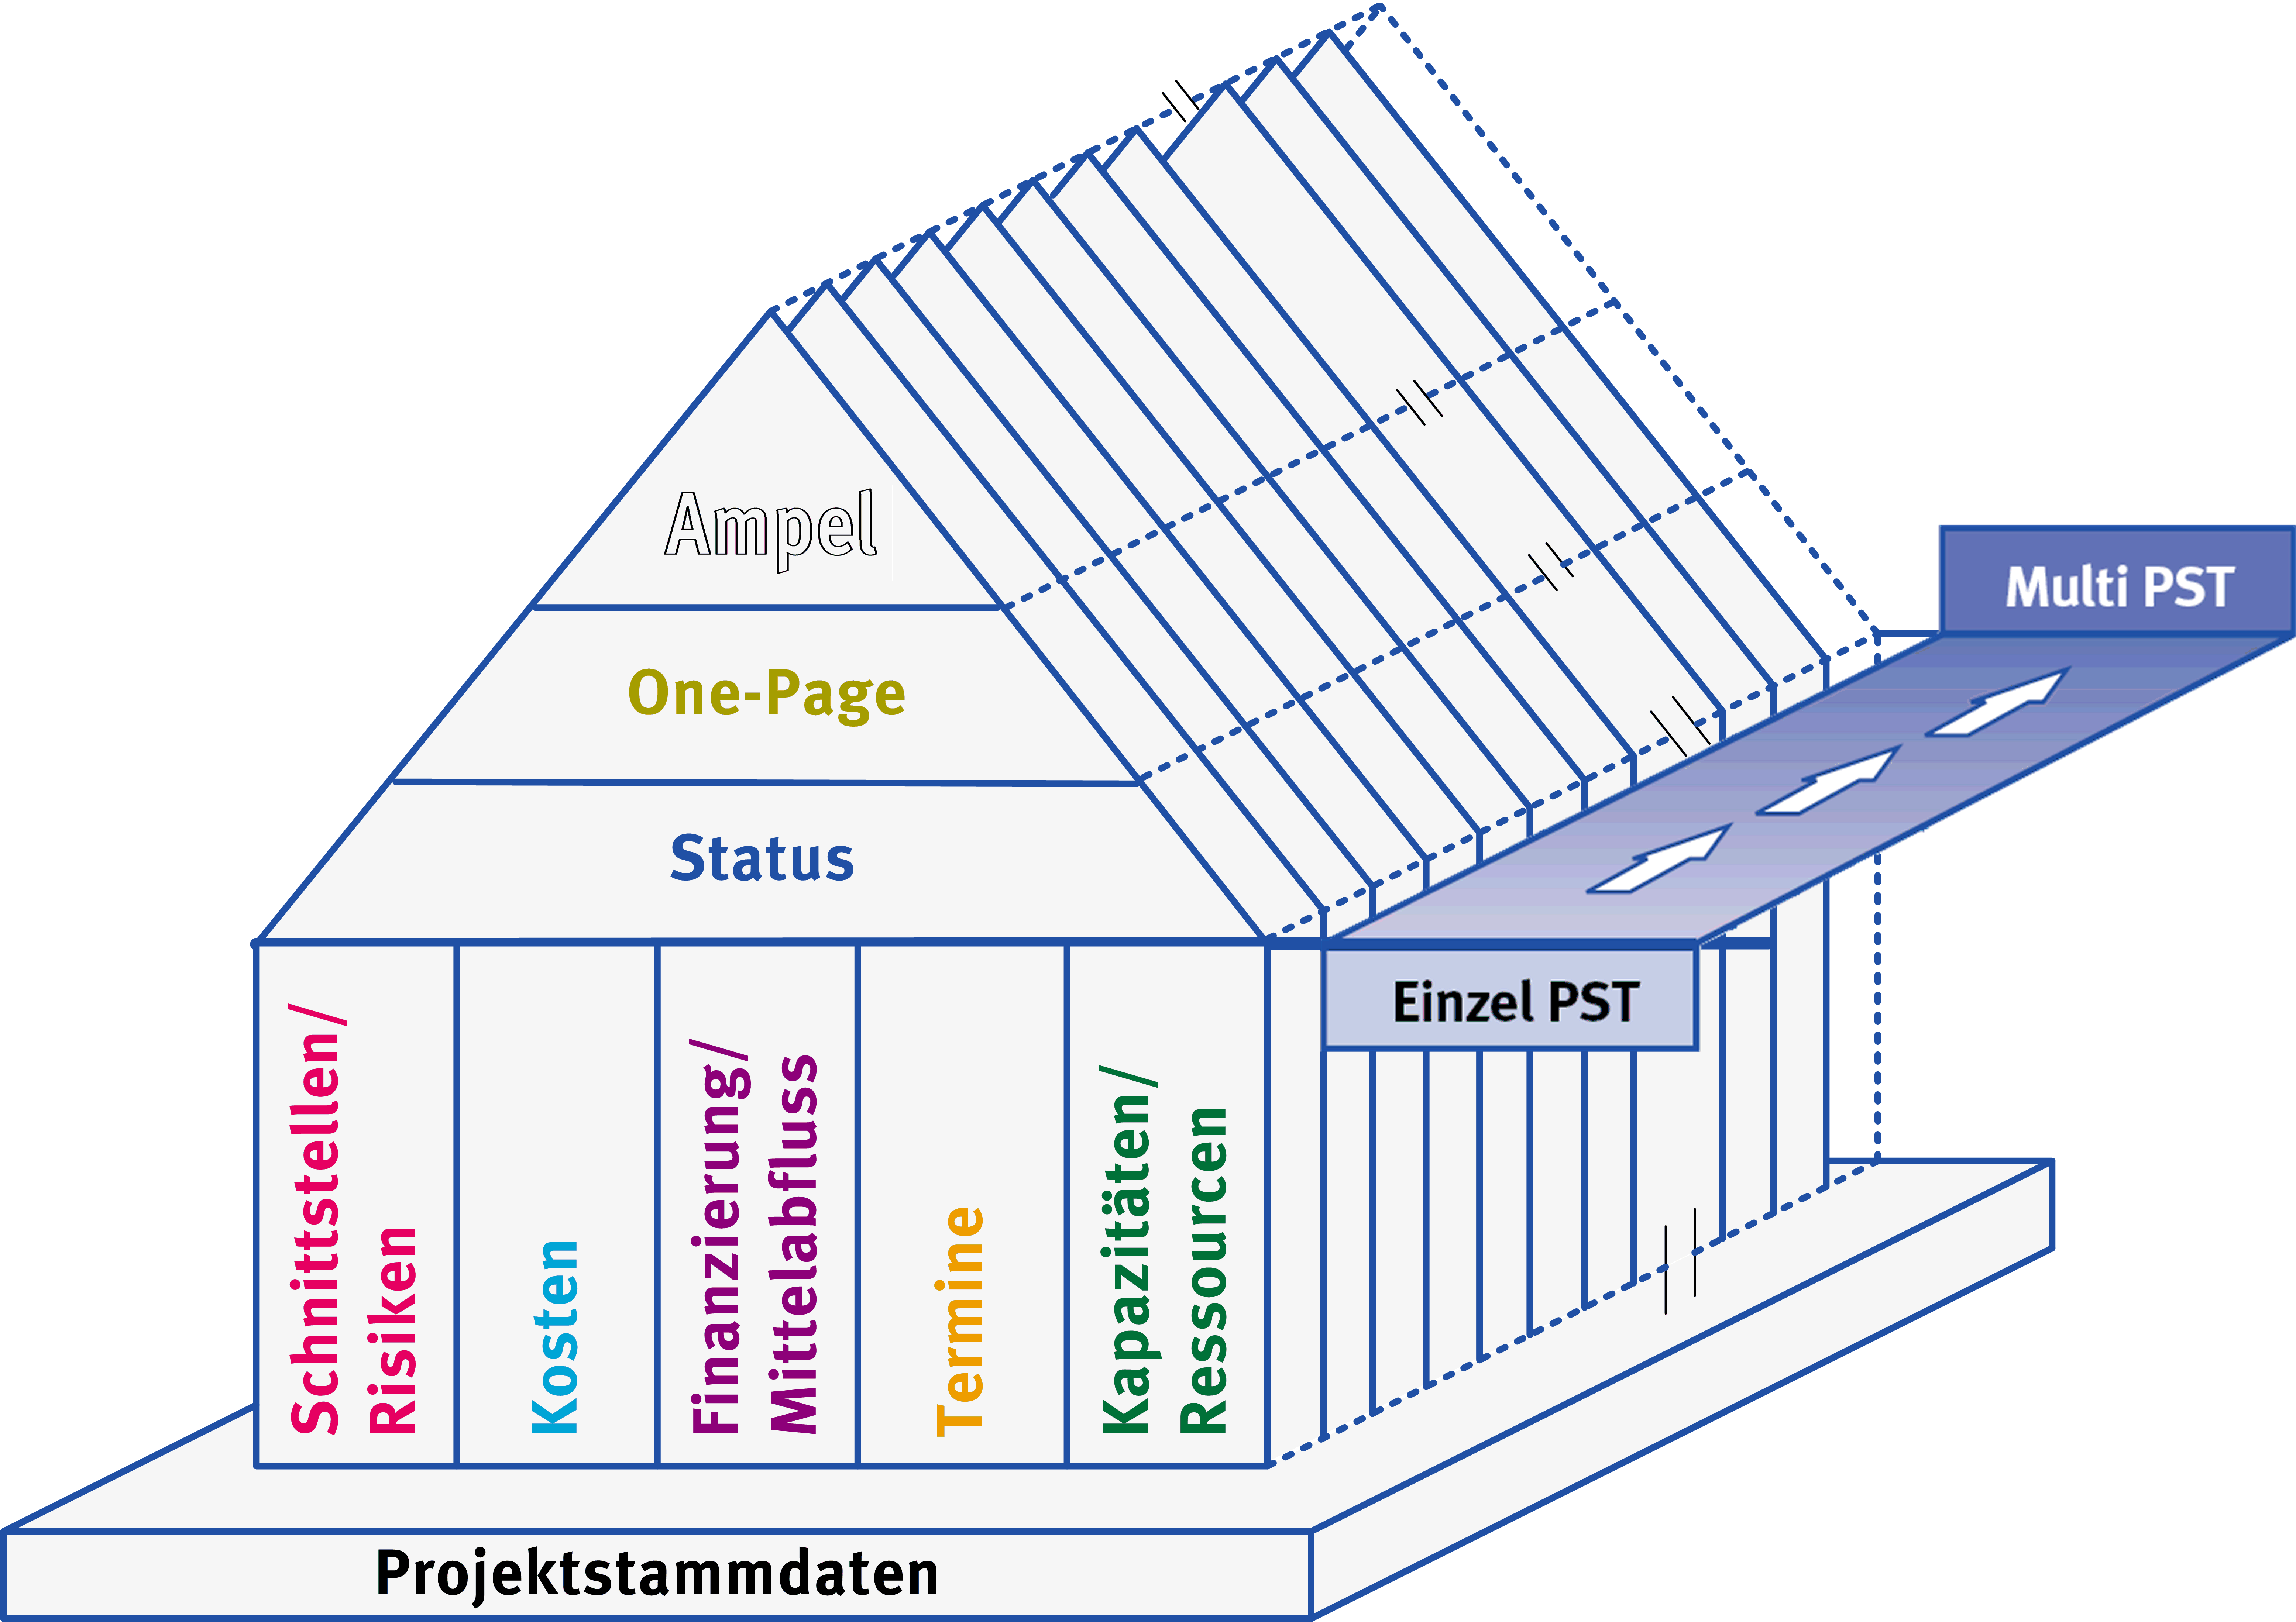 Ampel
One-Page
Status
Multi PST
Einzel PST
Schnittstellen/
Risiken
Kosten
Finanzierung/
Mittelabfluss
Termine
Kapazitäten/
Ressourcen
Projektstammdaten